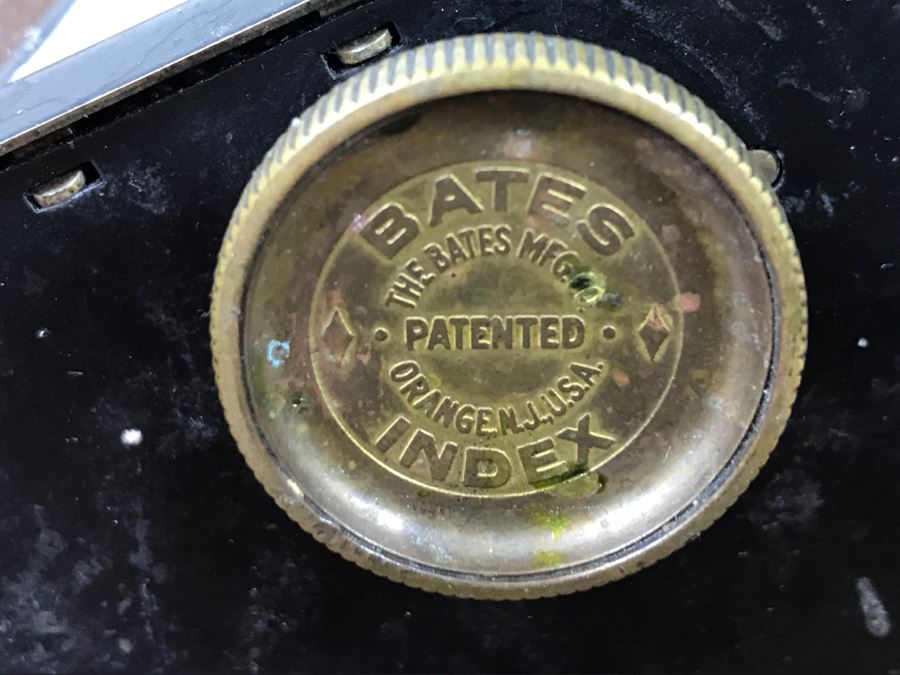 BATES
THE BATES MFG. CO.
PATENTED
ORANGE, N.J., U.S.A.
INDEX